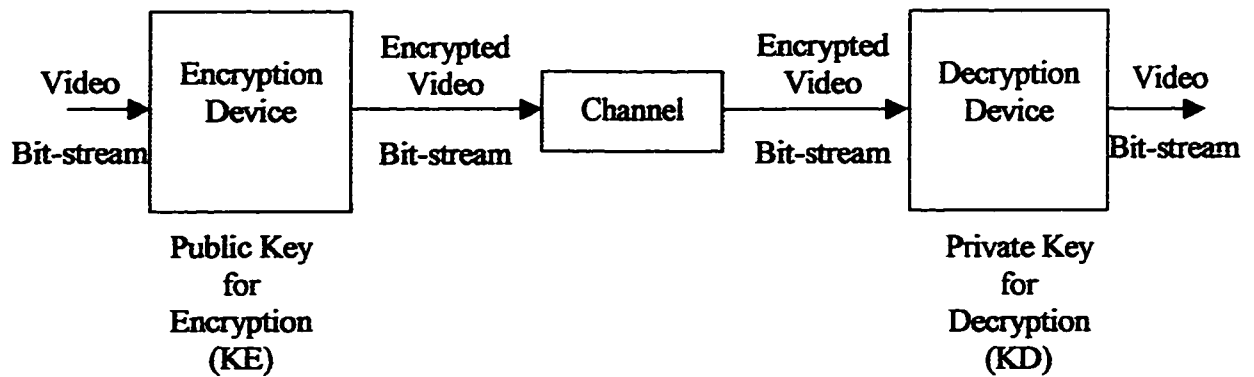 Video
Bit-stream
Encryption
Device
Public Key
for
Encryption
(KE)
Encrypted
Video
Bit-stream
Channel
Encrypted
Video
Bit-stream
Decryption
Device
Private Key
for
Decryption
(KD)
Video
Bit-stream